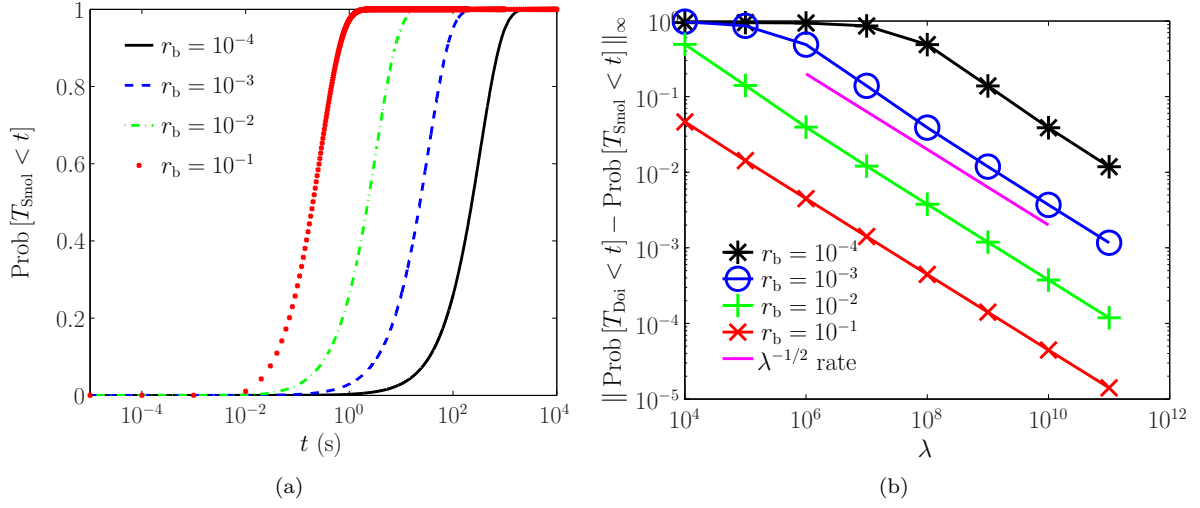 Prob [T_Smol < t]
1
0.8
0.6
0.4
0.2
0
r_b = 10^−4
r_b = 10^−3
r_b = 10^−2
r_b = 10^−1
10^−4 10^−2 10^0 10^2 10^4
t (s)
(a)
‖ Prob [T_Doi < t] − Prob [T_Smol < t] ‖_∞
10^0
10^−1
10^−2
10^−3
10^−4
10^−5
r_b = 10^−4
r_b = 10^−3
r_b = 10^−2
r_b = 10^−1
λ^−1/2 rate
10^4 10^6 10^8 10^10 10^12
λ
(b)